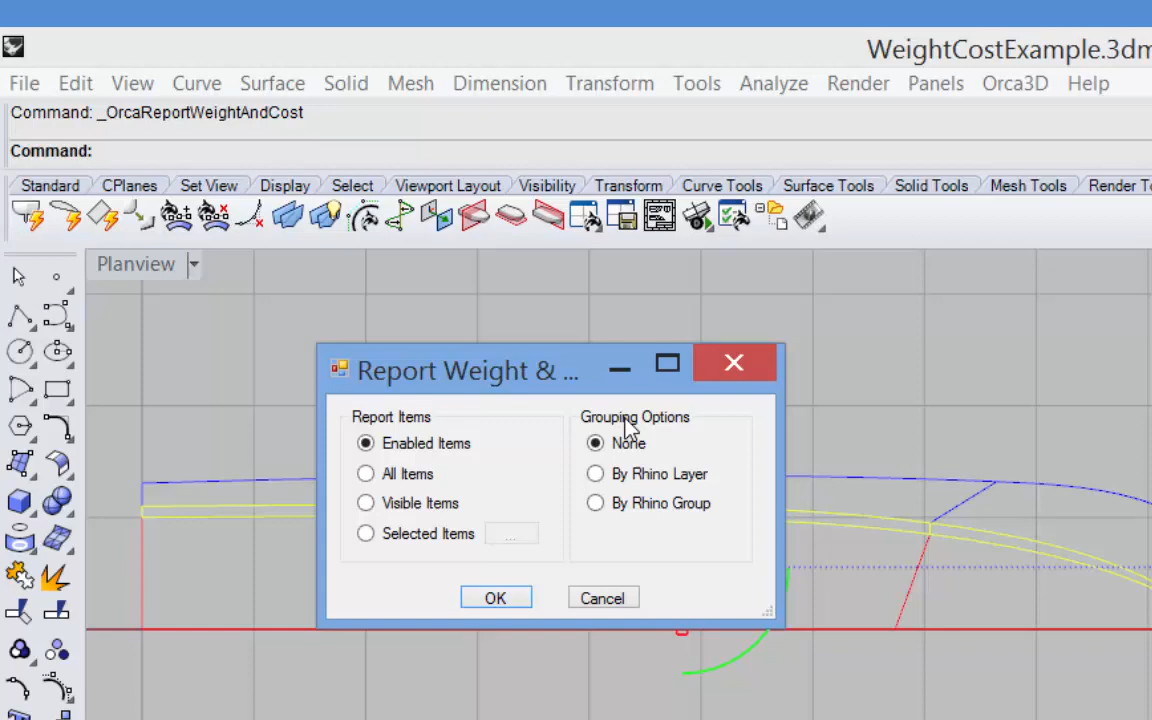 WeightCostExample.3dm
File Edit View Curve Surface Solid Mesh Dimension Transform Tools Analyze Render Panels Orca3D Help
Command: _OrcaReportWeightAndCost
Command:
Standard CPlanes Set View Display Select Viewport Layout Visibility Transform Curve Tools Surface Tools Solid Tools Mesh Tools Render T
Planview
Report Weight & ...
Report Items Grouping Options
Enabled Items None
All Items By Rhino Layer
Visible Items By Rhino Group
Selected Items ...
OK Cancel